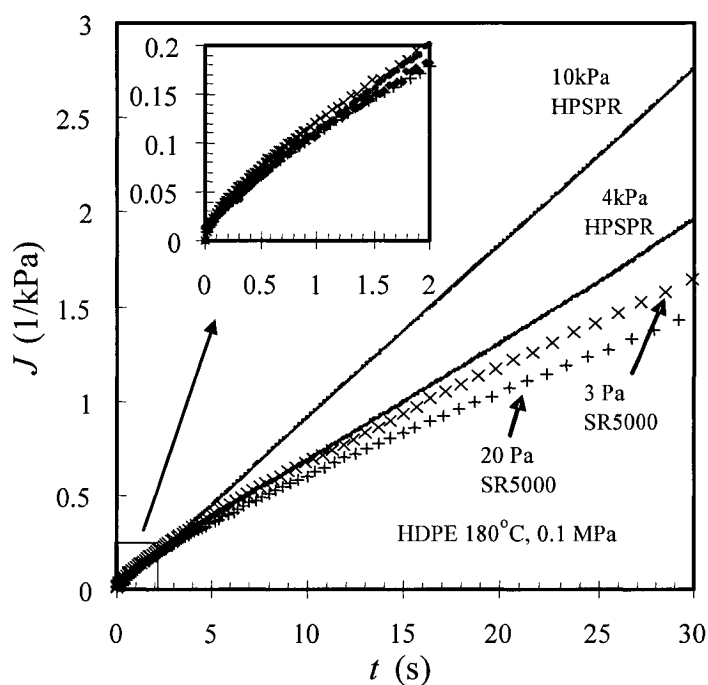 0.2
0.15
0.1
0.05
0
0 0.5 1 1.5 2
3
2.5
2
1.5
1
0.5
0
J (1/kPa)
10kPa
HPSPR
4kPa
HPSPR
3 Pa
SR5000
20 Pa
SR5000
HDPE 180°C, 0.1 MPa
0 5 10 15 20 25 30
t (s)